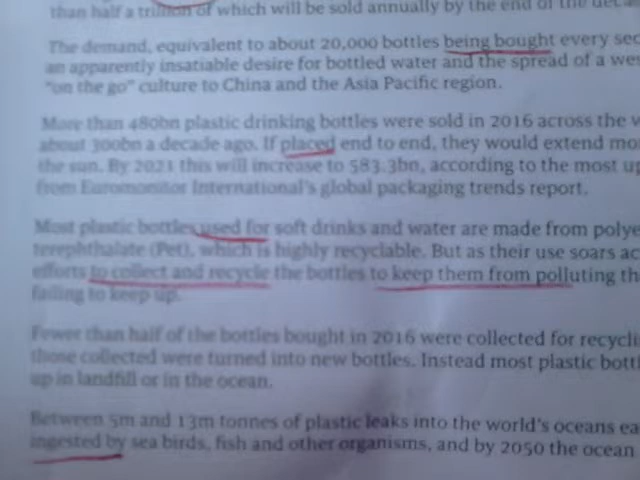 than half a trillion of which will be sold annually by the end of the
The demand, equivalent to about 20,000 bottles being bought every
an apparently insatiable desire for bottled water and the spread of a
"on the go" culture to China and the Asia Pacific region.
More than 480bn plastic drinking bottles were sold in 2016 across the
about 300bn a decade ago. If placed end to end, they would extend
the sun. By 2021 this will increase to 583.3bn, according to the most
from Euromonitor International's global packaging trends report.
Most plastic bottles used for soft drinks and water are made from
terephthalate (Pet), which is highly recyclable. But as their use soars
efforts to collect and recycle the bottles to keep them from polluting
failing to keep up.
Fewer than half of the bottles bought in 2016 were collected for
those collected were turned into new bottles. Instead most plastic
up in landfill or in the ocean.
Between 5m and 13m tonnes of plastic leaks into the world's oceans
ingested by sea birds, fish and other organisms, and by 2050 the ocean